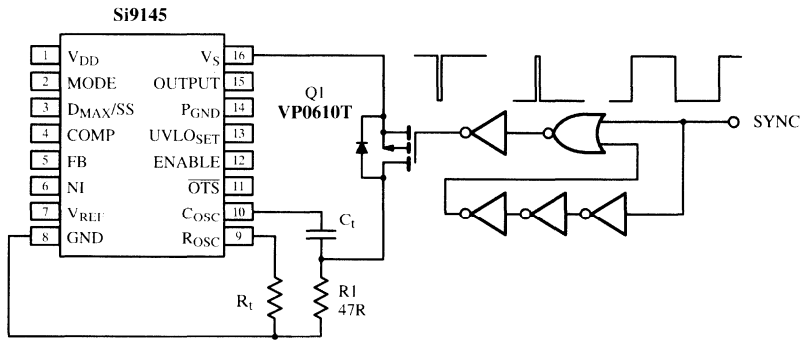 Si9145
1 VDD
2 MODE
3 DMAX/SS
4 COMP
5 FB
6 NI
7 VREF
8 GND
VS 16
OUTPUT 15
PGND 14
UVLOSET 13
ENABLE 12
OTS 11
COSC 10
ROSC 9
Q1
VP0610T
SYNC
Ct
Rt
R1
47R